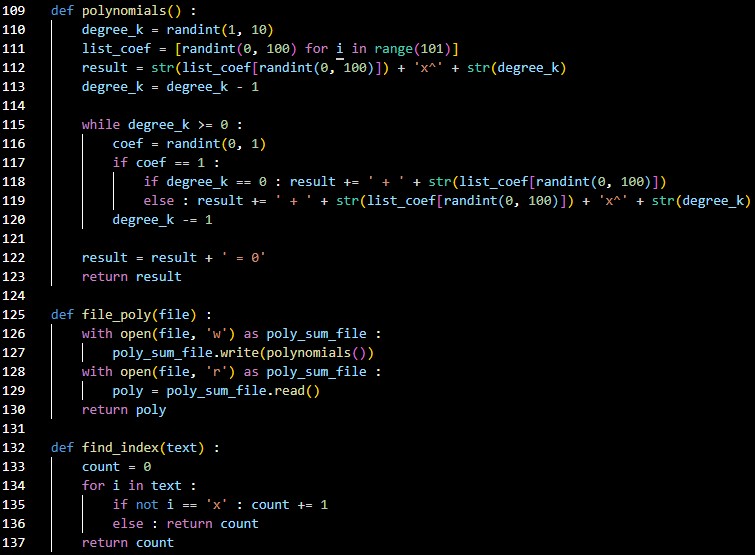 109 def polynomials() :
110     degree_k = randint(1, 10)
111     list_coef = [randint(0, 100) for i in range(101)]
112     result = str(list_coef[randint(0, 100)]) + 'x^' + str(degree_k)
113     degree_k = degree_k - 1
114
115     while degree_k >= 0 :
116         coef = randint(0, 1)
117         if coef == 1 :
118             if degree_k == 0 : result += ' + ' + str(list_coef[randint(0, 100)])
119             else : result += ' + ' + str(list_coef[randint(0, 100)]) + 'x^' + str(degree_k)
120         degree_k -= 1
121
122     result = result + ' = 0'
123     return result
124
125 def file_poly(file) :
126     with open(file, 'w') as poly_sum_file :
127         poly_sum_file.write(polynomials())
128     with open(file, 'r') as poly_sum_file :
129         poly = poly_sum_file.read()
130     return poly
131
132 def find_index(text) :
133     count = 0
134     for i in text :
135         if not i == 'x' : count += 1
136         else : return count
137     return count